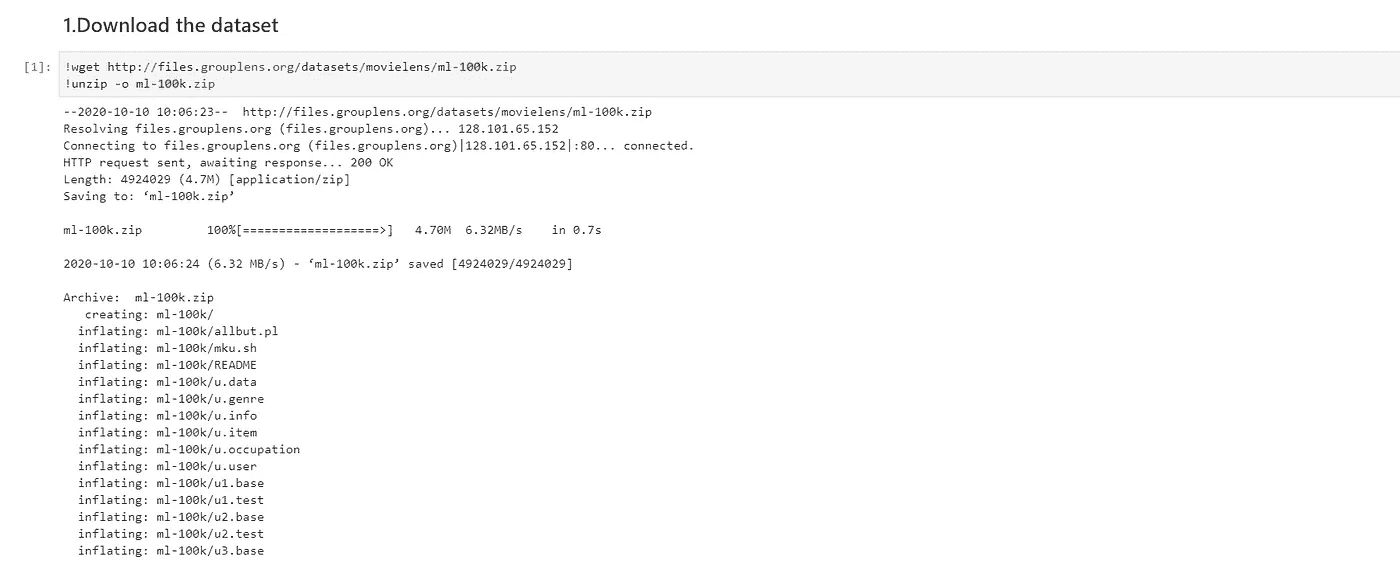 1.Download the dataset
[1]: !wget http://files.grouplens.org/datasets/movielens/ml-100k.zip
!unzip -o ml-100k.zip
--2020-10-10 10:06:23--  http://files.grouplens.org/datasets/movielens/ml-100k.zip
Resolving files.grouplens.org (files.grouplens.org)... 128.101.65.152
Connecting to files.grouplens.org (files.grouplens.org)|128.101.65.152|:80... connected.
HTTP request sent, awaiting response... 200 OK
Length: 4924029 (4.7M) [application/zip]
Saving to: ‘ml-100k.zip’
ml-100k.zip         100%[===================>]   4.70M  6.32MB/s    in 0.7s
2020-10-10 10:06:24 (6.32 MB/s) - ‘ml-100k.zip’ saved [4924029/4924029]
Archive:  ml-100k.zip
creating: ml-100k/
inflating: ml-100k/allbut.pl
inflating: ml-100k/mku.sh
inflating: ml-100k/README
inflating: ml-100k/u.data
inflating: ml-100k/u.genre
inflating: ml-100k/u.info
inflating: ml-100k/u.item
inflating: ml-100k/u.occupation
inflating: ml-100k/u.user
inflating: ml-100k/u1.base
inflating: ml-100k/u1.test
inflating: ml-100k/u2.base
inflating: ml-100k/u2.test
inflating: ml-100k/u3.base